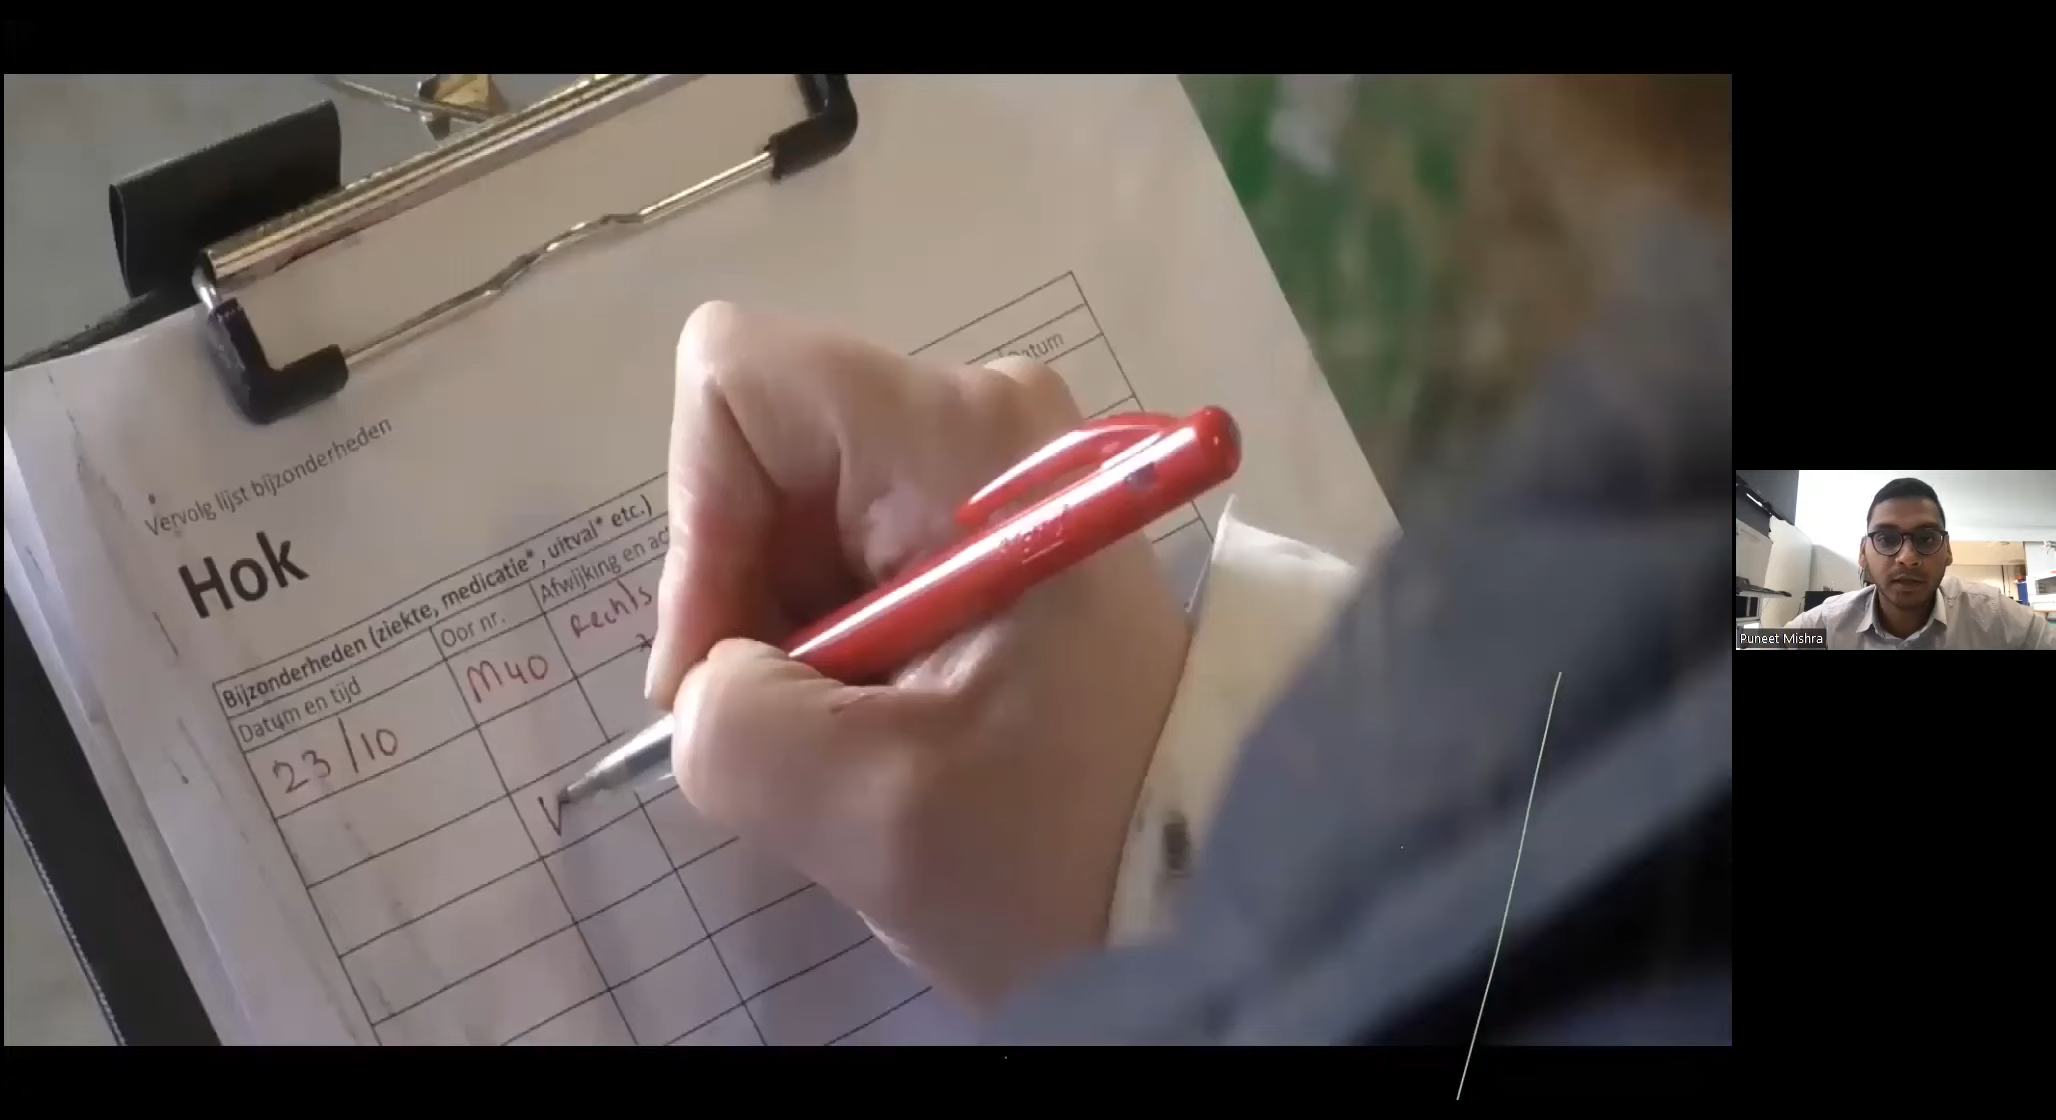 Vervolg lijst bijzonderheden
Hok
Bijzonderheden (ziekte, medicatie*, uitval* etc.)
Datum en tijd
Oor nr.
Afwijking en
Datum
23/10
M40
rechts
Puneet Mishra